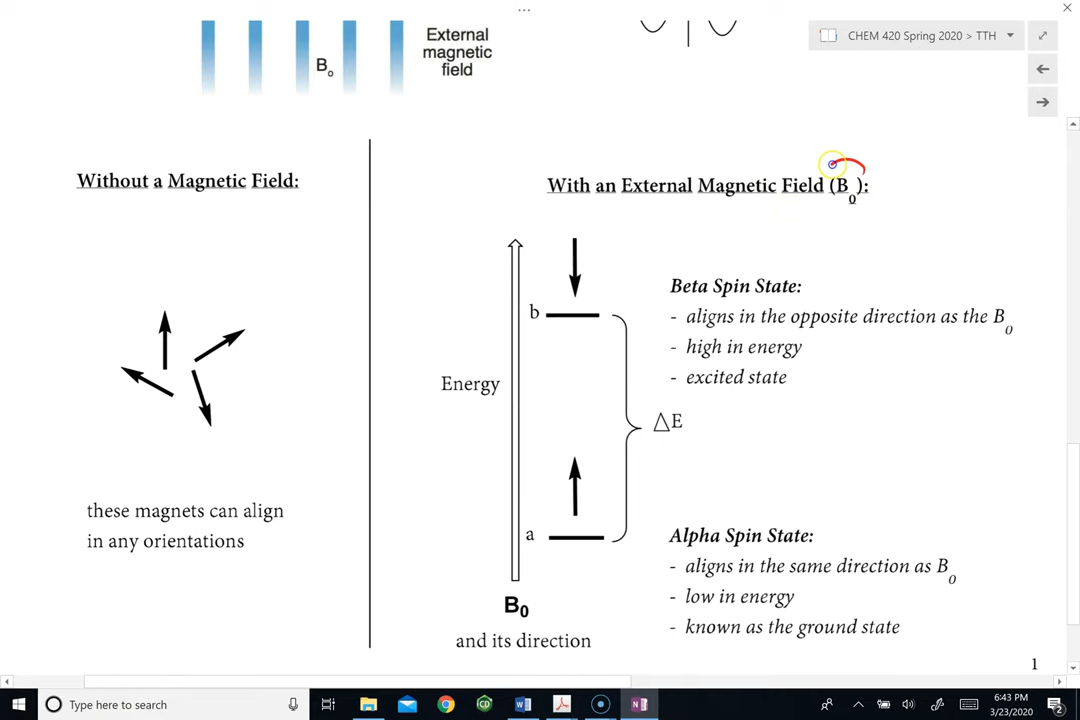 External
magnetic
field
Bo
CHEM 420 Spring 2020 > TTH
Without a Magnetic Field:
With an External Magnetic Field (B0):
b
Beta Spin State:
- aligns in the opposite direction as the B0
- high in energy
- excited state
Energy
△E
these magnets can align
in any orientations
a
Alpha Spin State:
- aligns in the same direction as B0
- low in energy
- known as the ground state
B0
and its direction
1
Type here to search
6:43 PM
3/23/2020
2